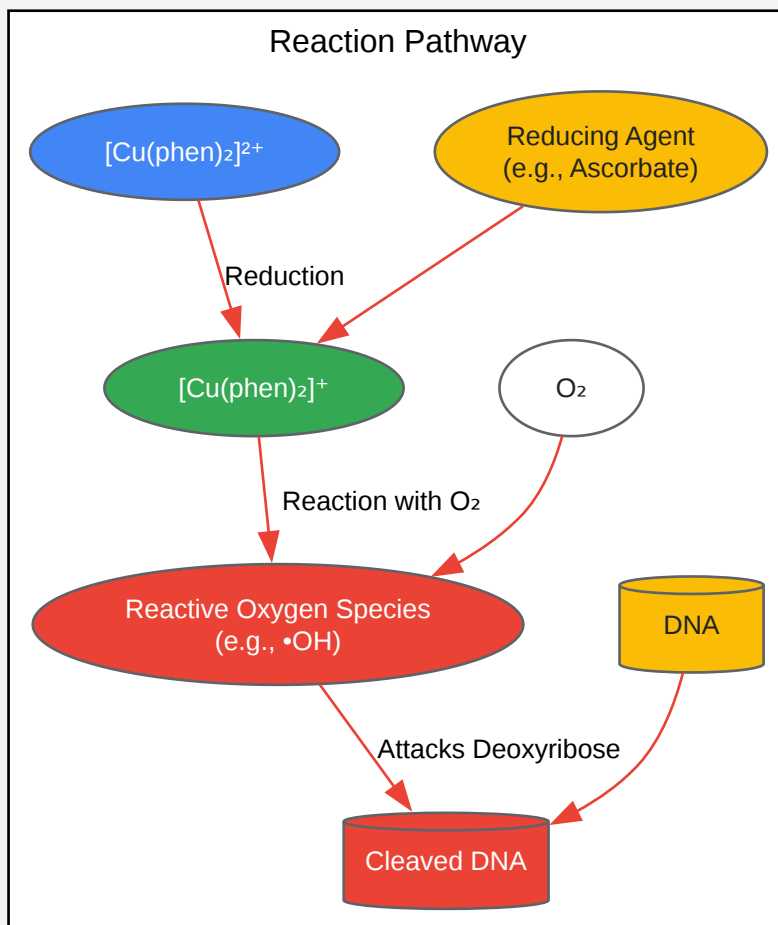 Reaction Pathway
[Cu(phen)₂]²⁺
Reducing Agent
(e.g., Ascorbate)
Reduction
[Cu(phen)₂]⁺
O₂
Reaction with O₂
Reactive Oxygen Species
(e.g., •OH)
DNA
Attacks Deoxyribose
Cleaved DNA